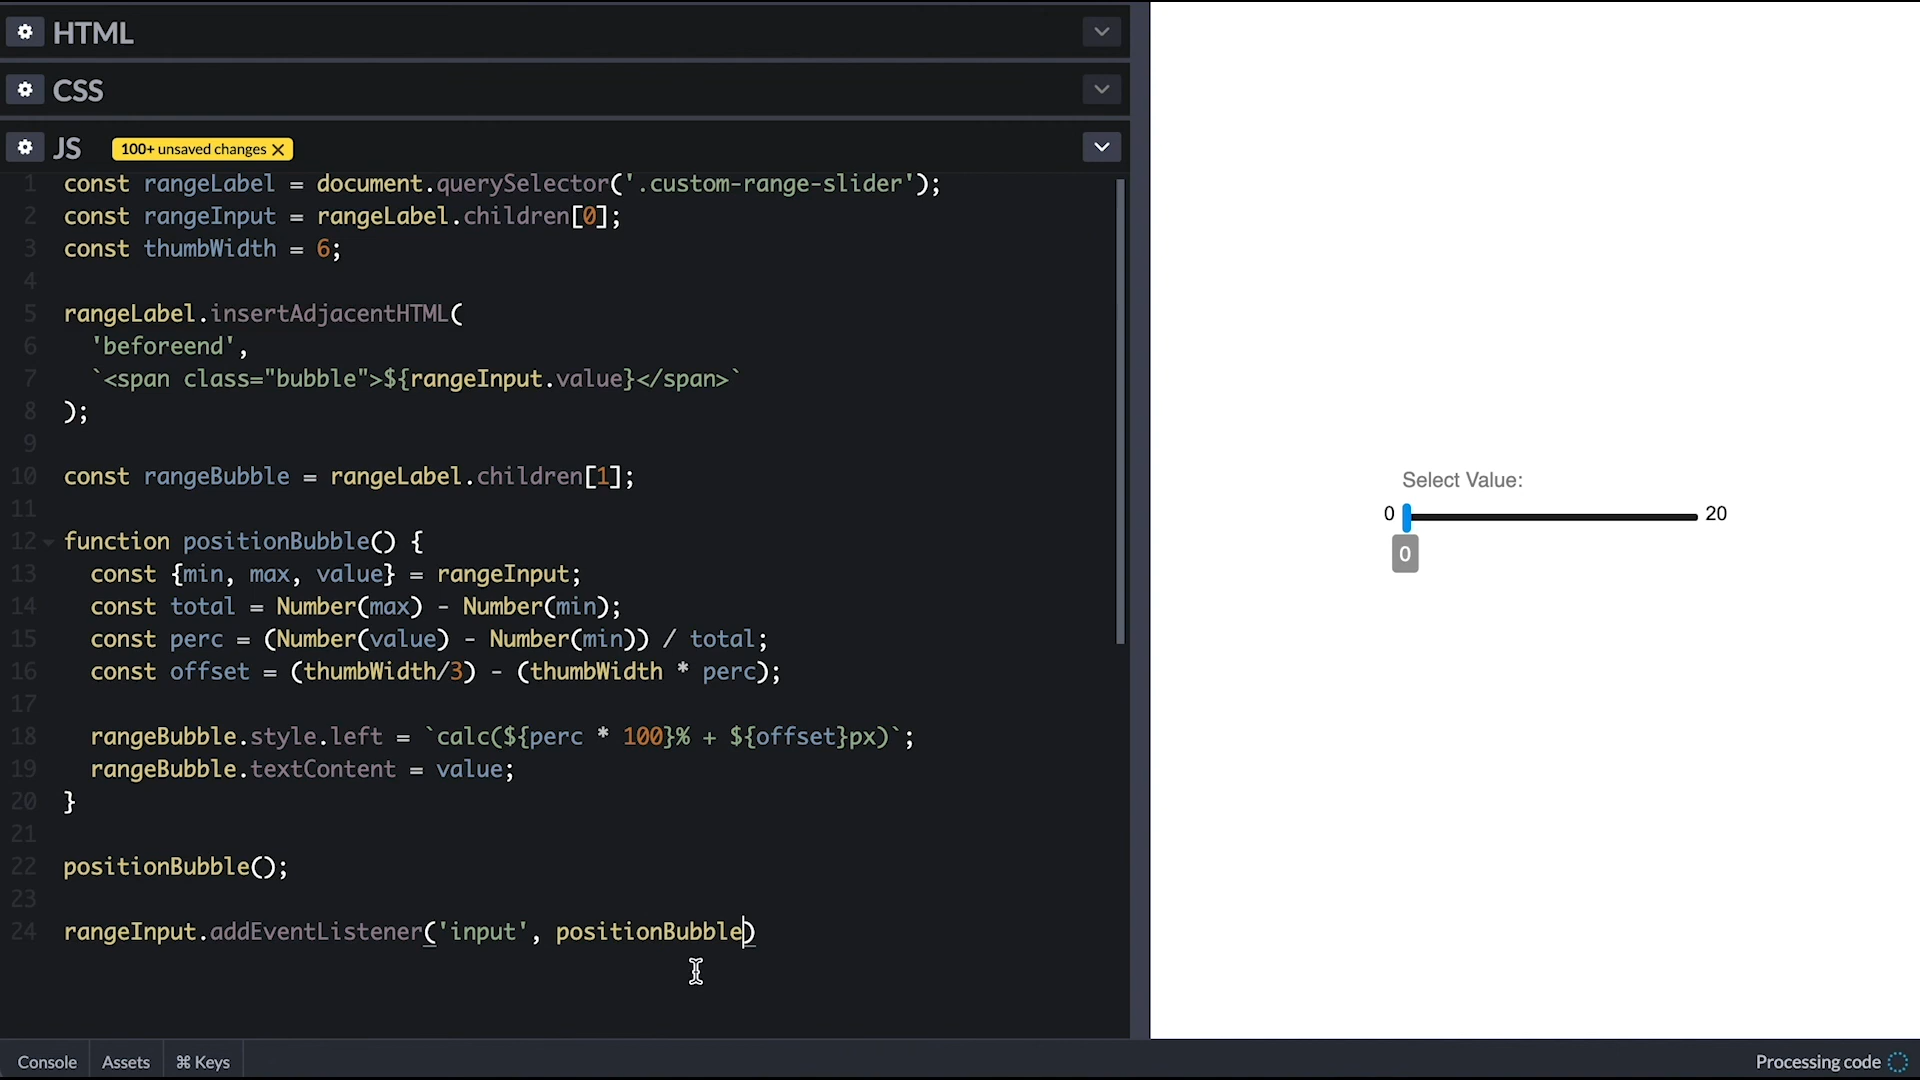 HTML
CSS
JS 100+ unsaved changes
1 const rangeLabel = document.querySelector('.custom-range-slider');
2 const rangeInput = rangeLabel.children[0];
3 const thumbWidth = 6;
4
5 rangeLabel.insertAdjacentHTML(
6   'beforeend',
7   `<span class="bubble">${rangeInput.value}</span>`
8 );
9
10 const rangeBubble = rangeLabel.children[1];
11
12 function positionBubble() {
13   const {min, max, value} = rangeInput;
14   const total = Number(max) - Number(min);
15   const perc = (Number(value) - Number(min)) / total;
16   const offset = (thumbWidth/3) - (thumbWidth * perc);
17
18   rangeBubble.style.left = `calc(${perc * 100}% + ${offset}px)`;
19   rangeBubble.textContent = value;
20 }
21
22 positionBubble();
23
24 rangeInput.addEventListener('input', positionBubble)
Select Value:
0 20
0
Console Assets ⌘ Keys Processing code